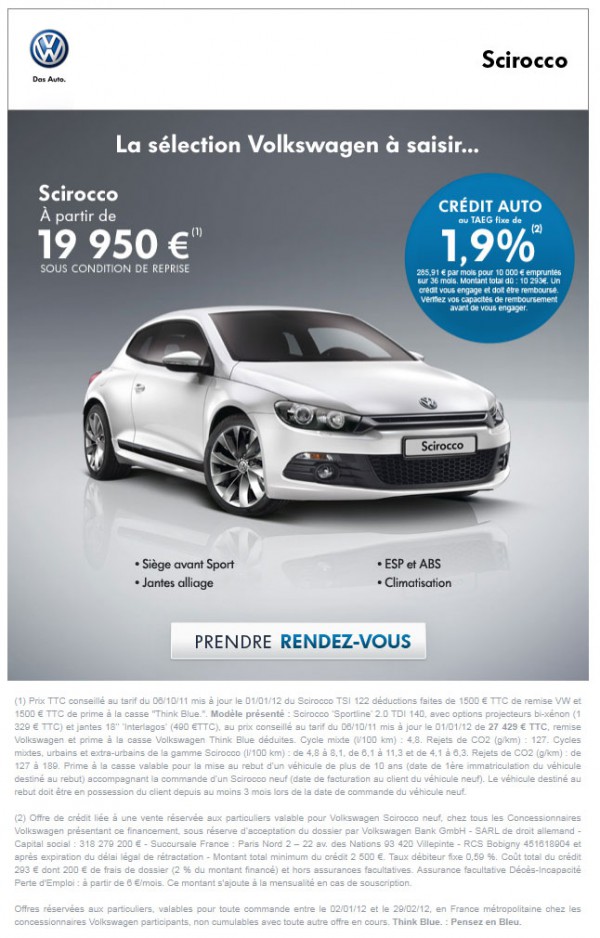 Das Auto.
Scirocco
La sélection Volkswagen à saisir...
Scirocco
À partir de
19 950 € (1)
SOUS CONDITION DE REPRISE
CRÉDIT AUTO
au TAEG fixe de
1,9% (2)
285,91 € par mois pour 10 000 € empruntés
sur 36 mois. Montant total dû : 10 293€. Un
crédit vous engage et doit être remboursé.
Vérifiez vos capacités de remboursement
avant de vous engager.
Scirocco
• Siège avant Sport
• Jantes alliage
• ESP et ABS
• Climatisation
PRENDRE RENDEZ-VOUS
(1) Prix TTC conseillé au tarif du 06/10/11 mis à jour le 01/01/12 du Scirocco TSI 122 déductions faites de 1500 € TTC de remise VW et
1500 € TTC de prime à la casse "Think Blue.". Modèle présenté : Scirocco 'Sportline' 2.0 TDI 140, avec options projecteurs bi-xénon (1
329 € TTC) et jantes 18" 'Interlagos' (490 €TTC), au prix conseillé au tarif du 06/10/11 mis à jour le 01/01/12 de 27 429 € TTC, remise
Volkswagen et prime à la casse Volkswagen Think Blue déduites. Cycle mixte (l/100 km) : 4,8. Rejets de CO2 (g/km) : 127. Cycles
mixtes, urbains et extra-urbains de la gamme Scirocco (l/100 km) : de 4,8 à 8,1, de 6,1 à 11,3 et de 4,1 à 6,3. Rejets de CO2 (g/km) : de
127 à 189. Prime à la casse valable pour la mise au rebut d'un véhicule de plus de 10 ans (date de 1ère immatriculation du véhicule
destiné au rebut) accompagnant la commande d'un Scirocco neuf (date de facturation au client du véhicule neuf). Le véhicule destiné au
rebut doit être en possession du client depuis au moins 3 mois lors de la date de commande du véhicule neuf.
(2) Offre de crédit liée à une vente réservée aux particuliers valable pour Volkswagen Scirocco neuf, chez tous les Concessionnaires
Volkswagen présentant ce financement, sous réserve d'acceptation du dossier par Volkswagen Bank GmbH - SARL de droit allemand -
Capital social : 318 279 200 € - Succursale France : Paris Nord 2 – 22 av. des Nations 93 420 Villepinte - RCS Bobigny 451618904 et
après expiration du délai légal de rétractation - Montant total minimum du crédit 2 500 €. Taux débiteur fixe 0,59 %. Coût total du crédit
293 € dont 200 € de frais de dossier (2 % du montant financé) et hors assurances facultatives. Assurance facultative Décès-Incapacité
Perte d'Emploi : à partir de 6 €/mois. Ce montant s'ajoute à la mensualité en cas de souscription.
Offres réservées aux particuliers, valables pour toute commande entre le 02/01/12 et le 29/02/12, en France métropolitaine chez les
concessionnaires Volkswagen participants, non cumulables avec toute autre offre en cours. Think Blue. : Pensez en Bleu.